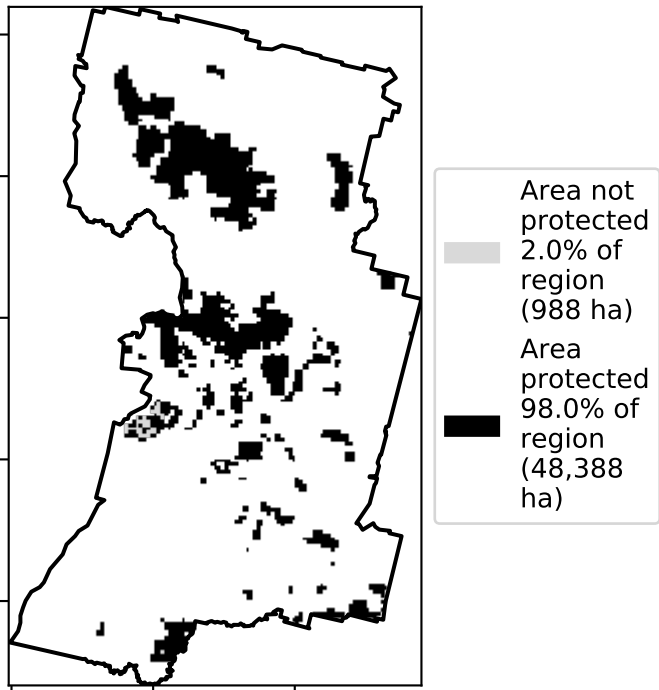 Area not
protected
2.0% of
region
(988 ha)
Area
protected
98.0% of
region
(48,388
ha)